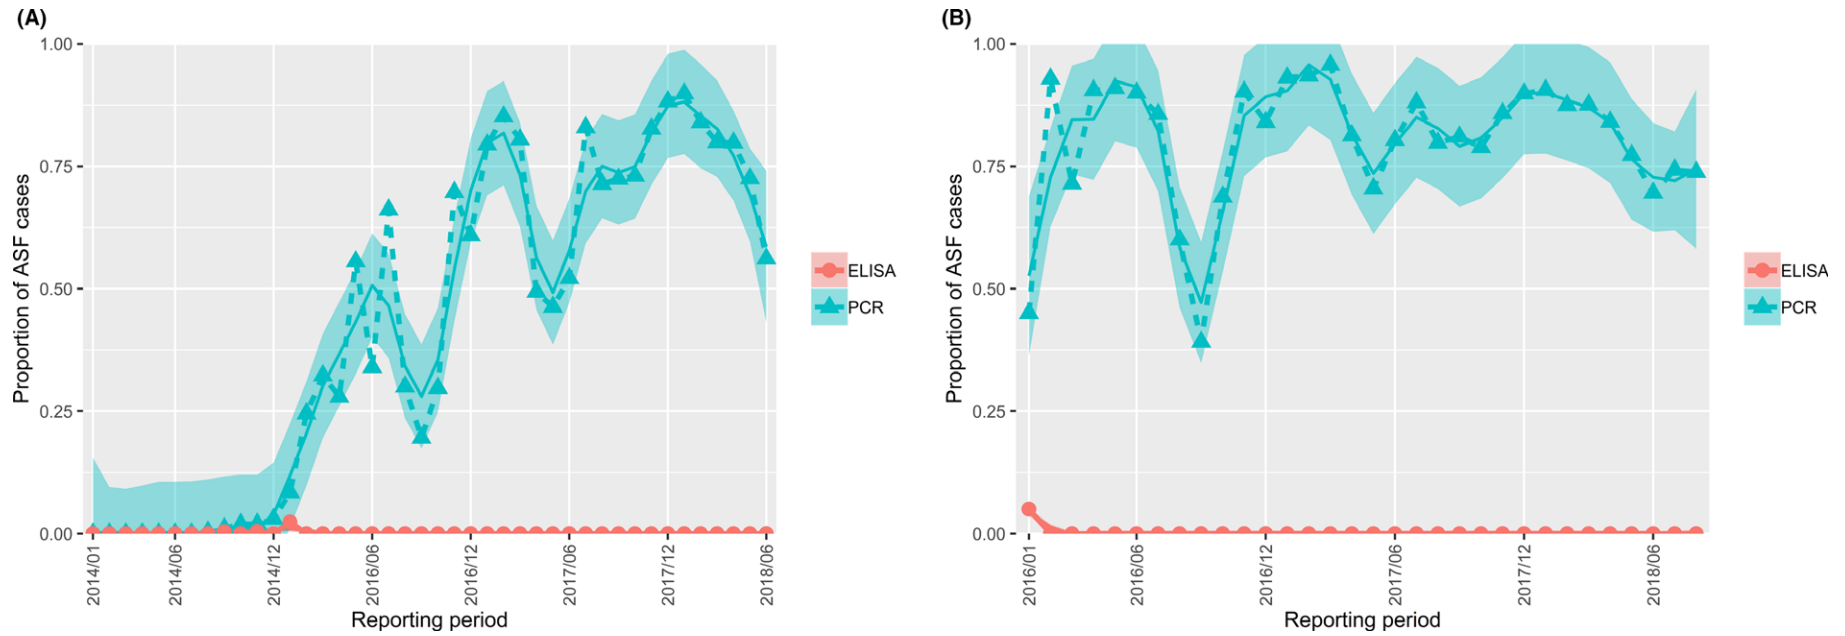 (A)
Proportion of ASF cases
1.00
0.75
0.50
0.25
0.00
2014/01
2014/06
2014/12
2016/06
2016/12
2017/06
2017/12
2018/06
Reporting period
ELISA
PCR
(B)
Proportion of ASF cases
1.00
0.75
0.50
0.25
0.00
2016/01
2016/06
2016/12
2017/06
2017/12
2018/06
Reporting period
ELISA
PCR